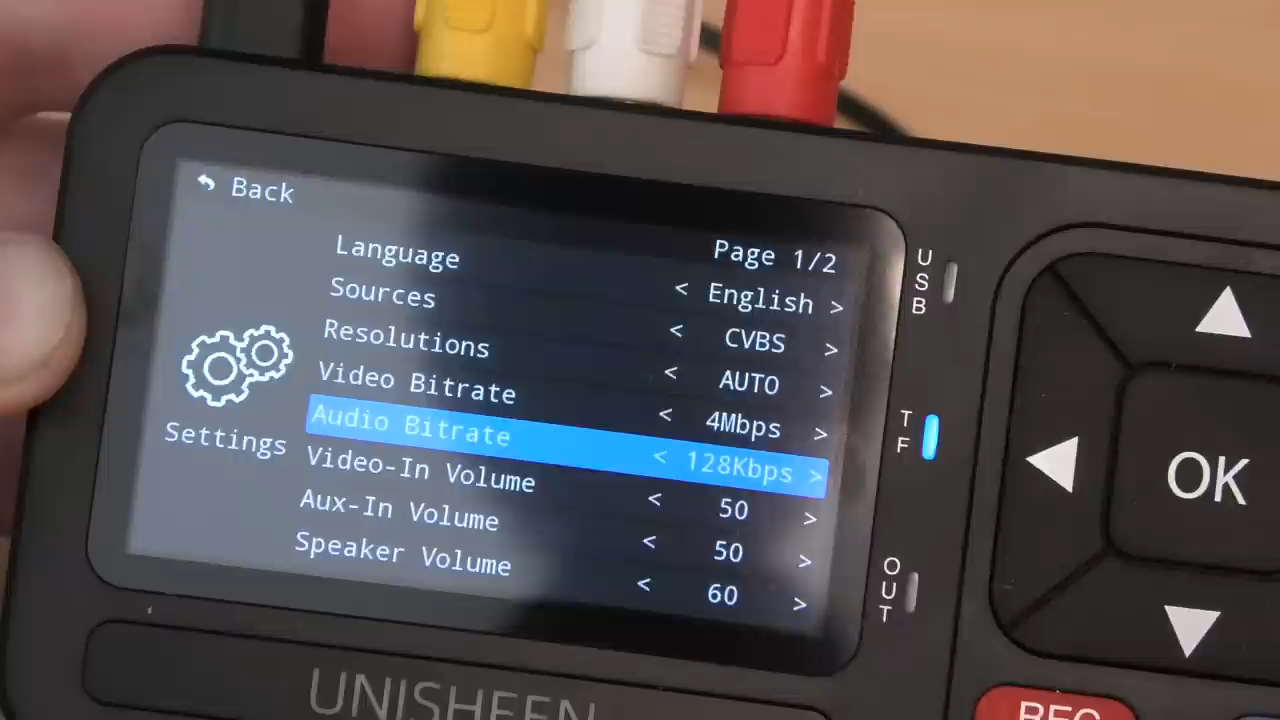 Back
Page 1/2
Language < English >
Sources < CVBS >
Resolutions < AUTO >
Video Bitrate < 4Mbps >
Audio Bitrate < 128Kbps >
Video-In Volume < 50 >
Aux-In Volume < 50 >
Speaker Volume < 60 >
Settings
USB
TF
OUT
OK
REC
UNISHEEN